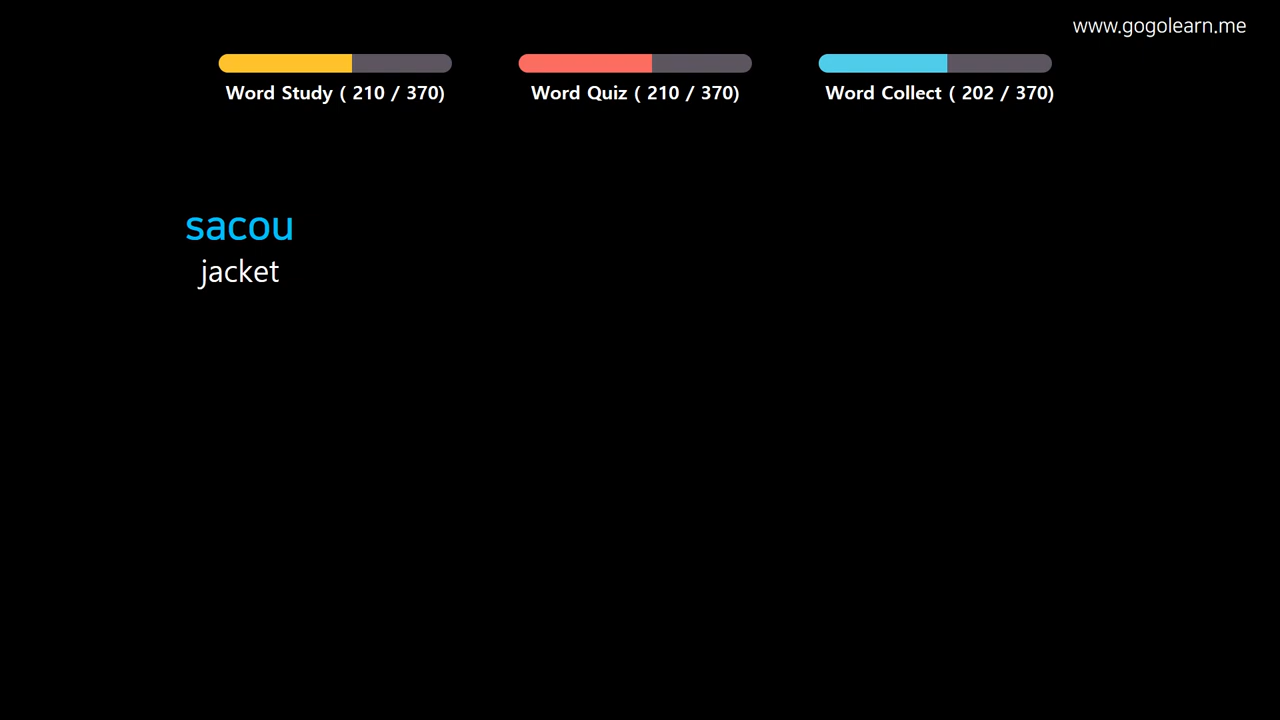 www.gogolearn.me
Word Study ( 210 / 370)
Word Quiz ( 210 / 370)
Word Collect ( 202 / 370)
sacou
jacket